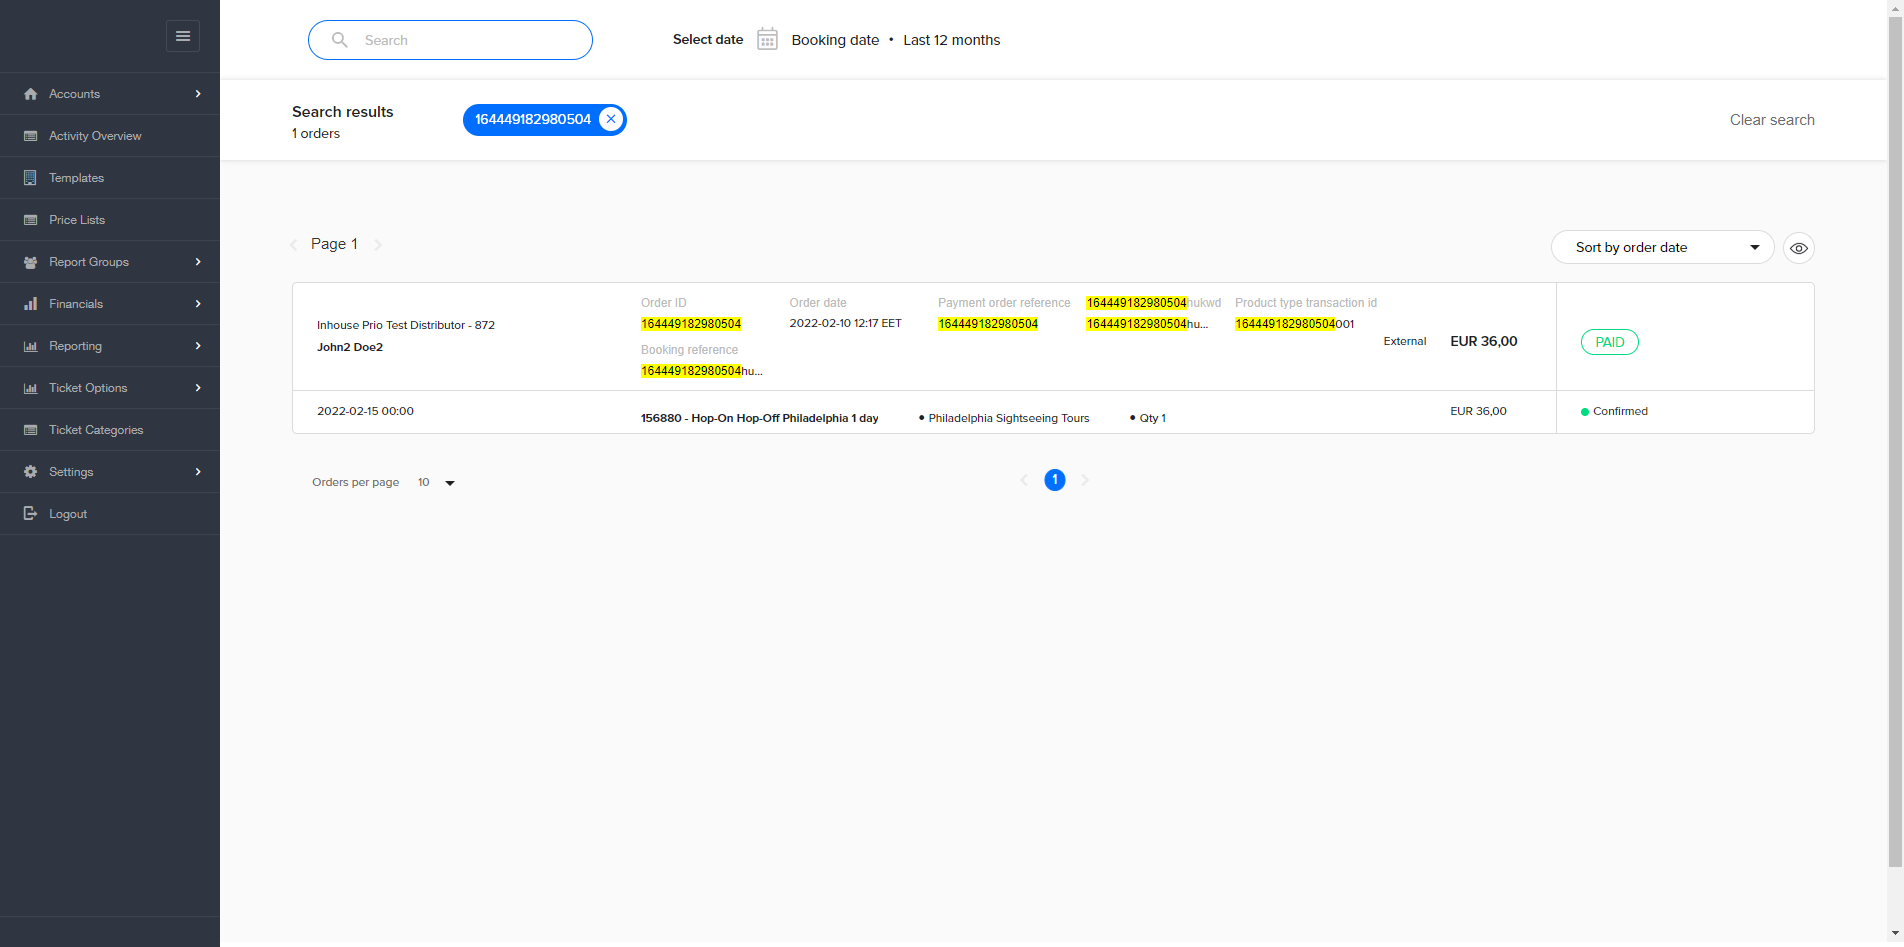 Search
Select date
Booking date • Last 12 months
Accounts
Activity Overview
Templates
Price Lists
Report Groups
Financials
Reporting
Ticket Options
Ticket Categories
Settings
Logout
Search results
1 orders
164449182980504
Clear search
Page 1
Sort by order date
Inhouse Prio Test Distributor - 872
John2 Doe2
Order ID
164449182980504
Order date
2022-02-10 12:17 EET
Payment order reference
164449182980504
164449182980504hukwd
164449182980504hu...
Product type transaction id
164449182980504001
Booking reference
164449182980504hu...
External
EUR 36,00
PAID
2022-02-15 00:00
156880 - Hop-On Hop-Off Philadelphia 1 day
• Philadelphia Sightseeing Tours
• Qty 1
EUR 36,00
Confirmed
Orders per page 10
1